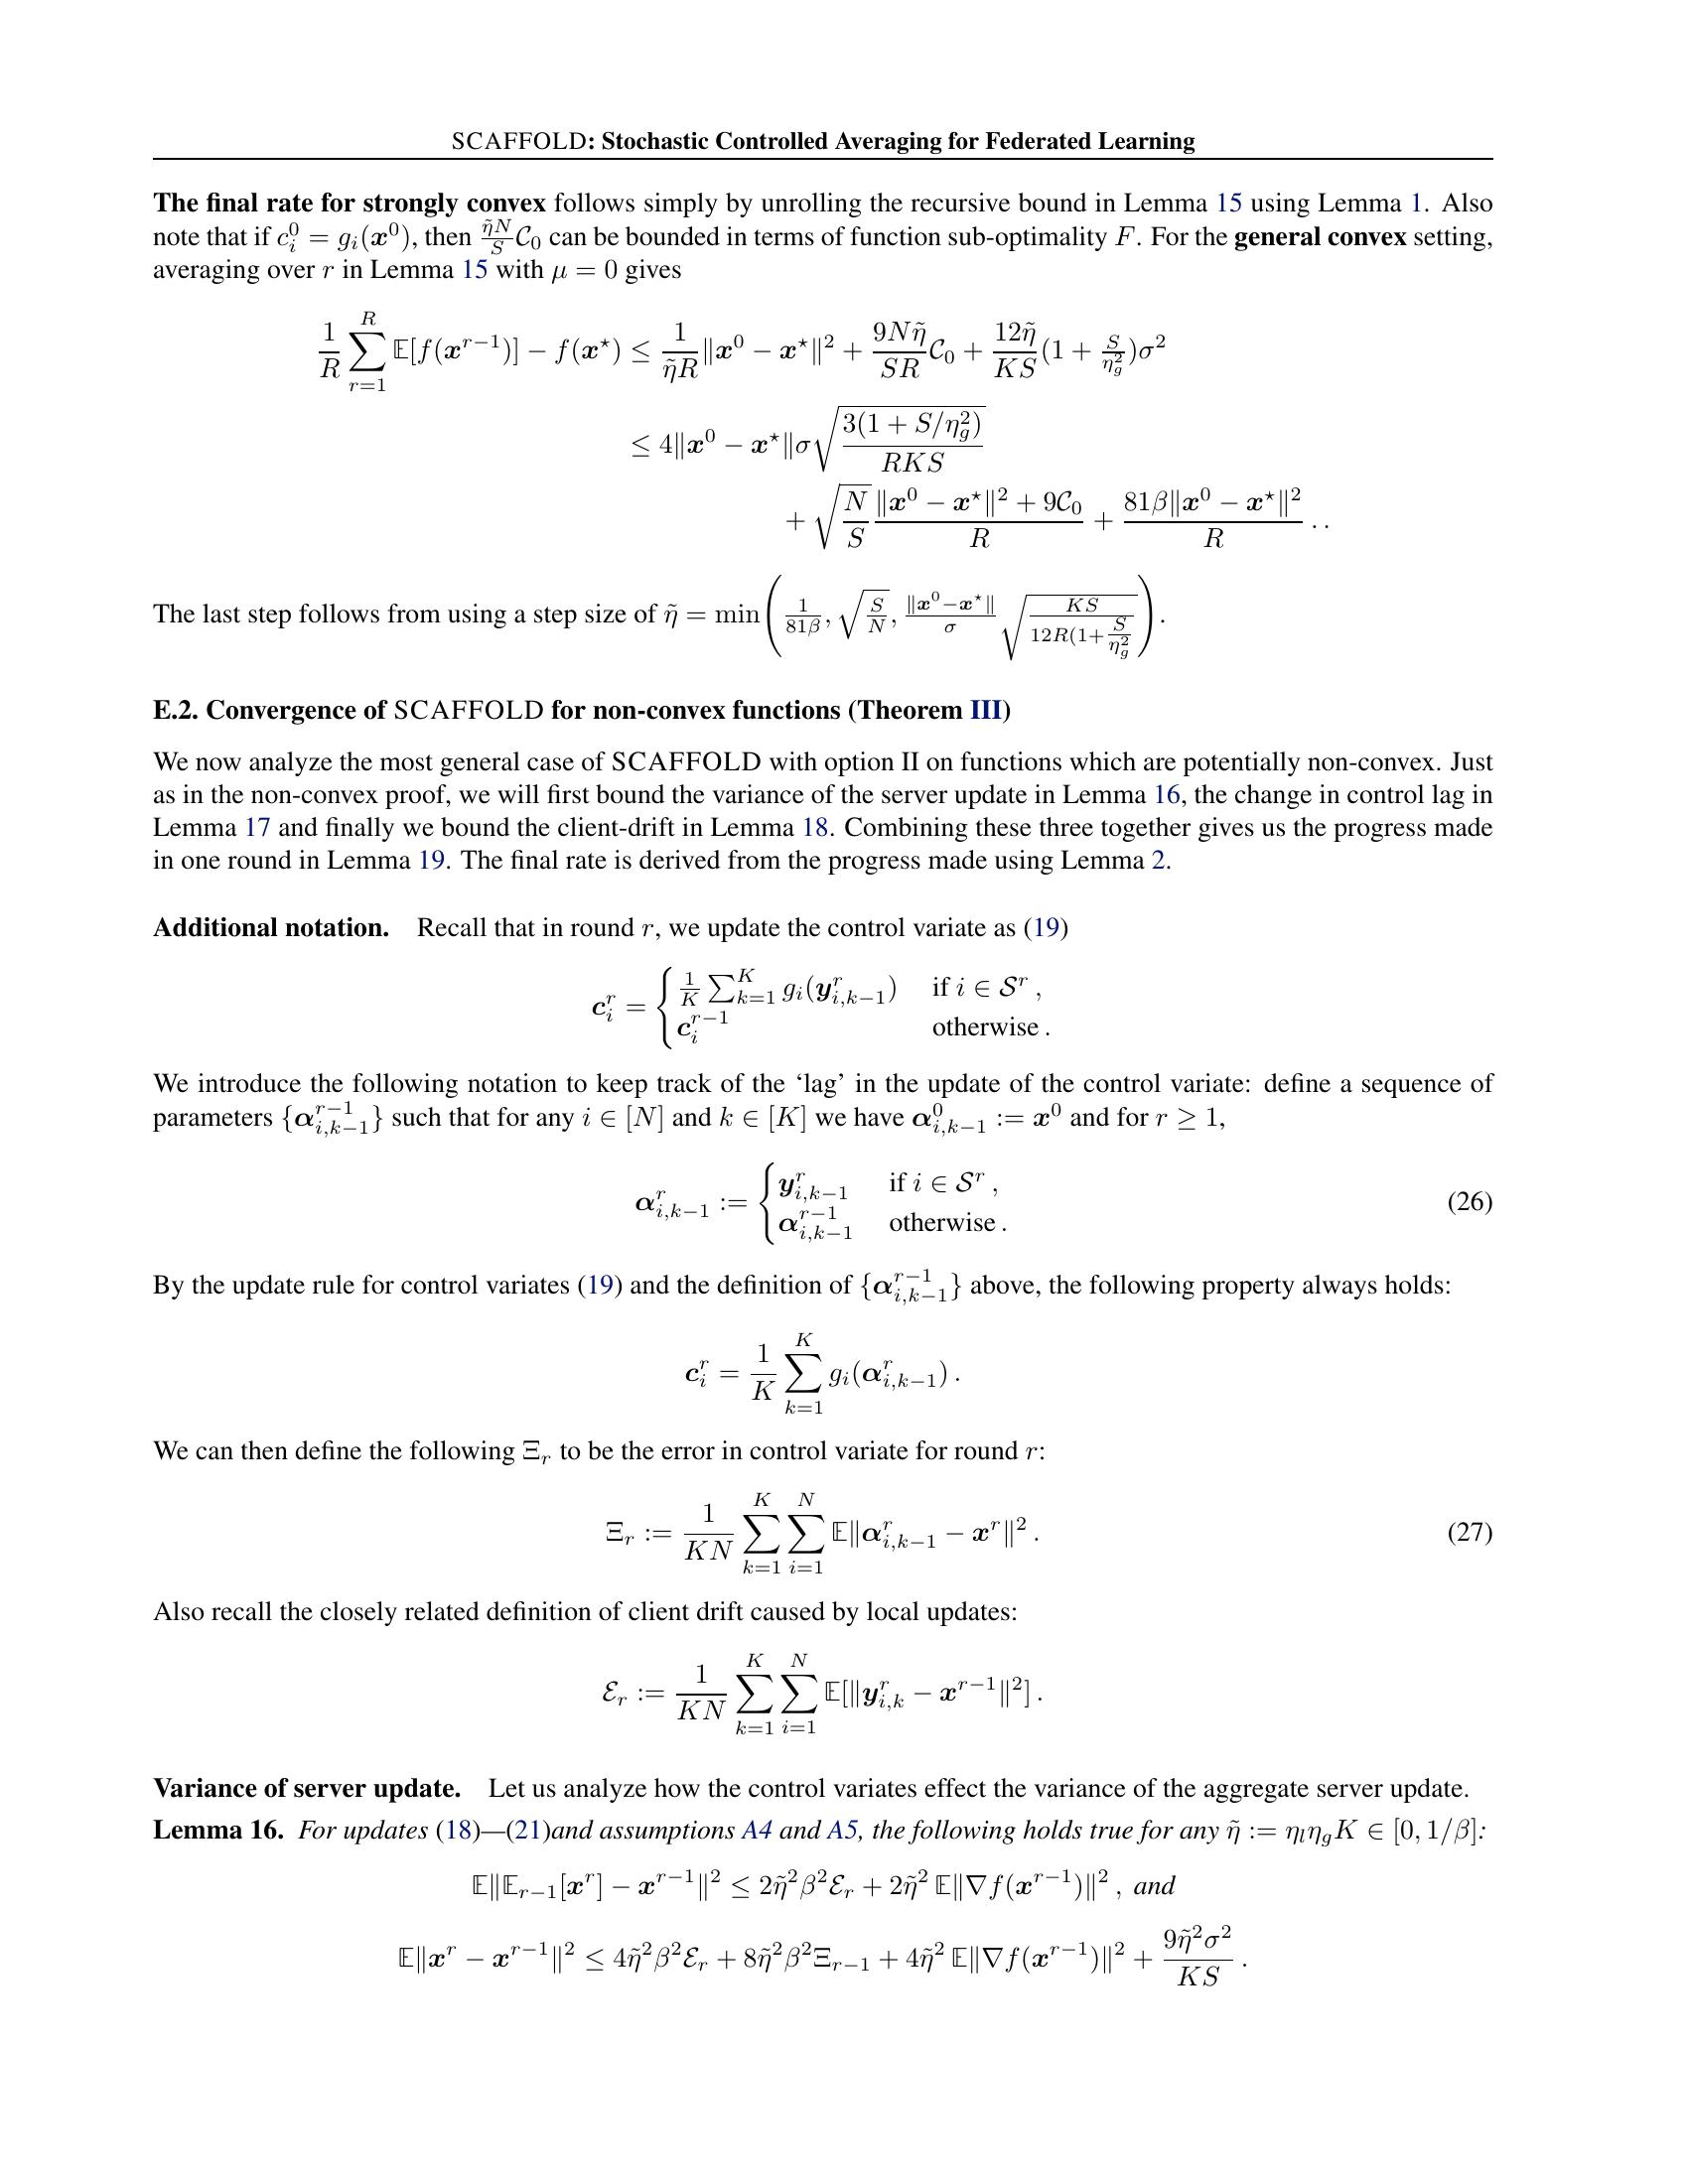 SCAFFOLD: Stochastic Controlled Averaging for Federated Learning
The final rate for strongly convex follows simply by unrolling the recursive bound in Lemma 15 using Lemma 1. Also
note that if $c_i^0 = g_i(\boldsymbol{x}^0)$, then $\frac{\tilde{\eta}N}{S}\mathcal{C}_0$ can be bounded in terms of function sub-optimality $F$. For the general convex setting,
averaging over $r$ in Lemma 15 with $\mu = 0$ gives
$\frac{1}{R}\sum_{r=1}^{R}\mathbb{E}[f(\boldsymbol{x}^{r-1})] - f(\boldsymbol{x}^\star) \leq \frac{1}{\tilde{\eta}R}\|\boldsymbol{x}^0 - \boldsymbol{x}^\star\|^2 + \frac{9N\tilde{\eta}}{SR}\mathcal{C}_0 + \frac{12\tilde{\eta}}{KS}(1 + \frac{S}{\eta_g^2})\sigma^2$
$\leq 4\|\boldsymbol{x}^0 - \boldsymbol{x}^\star\|\sigma\sqrt{\frac{3(1 + S/\eta_g^2)}{RKS}}$
$+ \sqrt{\frac{N}{S}}\frac{\|\boldsymbol{x}^0 - \boldsymbol{x}^\star\|^2 + 9\mathcal{C}_0}{R} + \frac{81\beta\|\boldsymbol{x}^0 - \boldsymbol{x}^\star\|^2}{R}\,.\,.$
The last step follows from using a step size of $\tilde{\eta} = \min\left(\frac{1}{81\beta}, \sqrt{\frac{S}{N}}, \frac{\|\boldsymbol{x}^0 - \boldsymbol{x}^\star\|}{\sigma}\sqrt{\frac{KS}{12R(1+\frac{S}{\eta_g^2}}}\right)$.
E.2. Convergence of SCAFFOLD for non-convex functions (Theorem III)
We now analyze the most general case of SCAFFOLD with option II on functions which are potentially non-convex. Just
as in the non-convex proof, we will first bound the variance of the server update in Lemma 16, the change in control lag in
Lemma 17 and finally we bound the client-drift in Lemma 18. Combining these three together gives us the progress made
in one round in Lemma 19. The final rate is derived from the progress made using Lemma 2.
Additional notation. Recall that in round $r$, we update the control variate as (19)
$\boldsymbol{c}_i^r = \begin{cases} \frac{1}{K}\sum_{k=1}^{K} g_i(\boldsymbol{y}_{i,k-1}^r) & \text{if } i \in \mathcal{S}^r\,, \\ \boldsymbol{c}_i^{r-1} & \text{otherwise}\,. \end{cases}$
We introduce the following notation to keep track of the ‘lag’ in the update of the control variate: define a sequence of
parameters $\{\boldsymbol{\alpha}_{i,k-1}^{r-1}\}$ such that for any $i \in [N]$ and $k \in [K]$ we have $\boldsymbol{\alpha}_{i,k-1}^0 := \boldsymbol{x}^0$ and for $r \geq 1$,
$\boldsymbol{\alpha}_{i,k-1}^r := \begin{cases} \boldsymbol{y}_{i,k-1}^r & \text{if } i \in \mathcal{S}^r\,, \\ \boldsymbol{\alpha}_{i,k-1}^{r-1} & \text{otherwise}\,. \end{cases}$ (26)
By the update rule for control variates (19) and the definition of $\{\boldsymbol{\alpha}_{i,k-1}^{r-1}\}$ above, the following property always holds:
$\boldsymbol{c}_i^r = \frac{1}{K}\sum_{k=1}^{K} g_i(\boldsymbol{\alpha}_{i,k-1}^r)\,.$
We can then define the following $\Xi_r$ to be the error in control variate for round $r$:
$\Xi_r := \frac{1}{KN}\sum_{k=1}^{K}\sum_{i=1}^{N}\mathbb{E}\|\boldsymbol{\alpha}_{i,k-1}^r - \boldsymbol{x}^r\|^2\,.$ (27)
Also recall the closely related definition of client drift caused by local updates:
$\mathcal{E}_r := \frac{1}{KN}\sum_{k=1}^{K}\sum_{i=1}^{N}\mathbb{E}[\|\boldsymbol{y}_{i,k}^r - \boldsymbol{x}^{r-1}\|^2]\,.$
Variance of server update. Let us analyze how the control variates effect the variance of the aggregate server update.
Lemma 16. For updates (18)—(21)and assumptions A4 and A5, the following holds true for any $\tilde{\eta} := \eta_l\eta_g K \in [0, 1/\beta]$:
$\mathbb{E}\|\mathbb{E}_{r-1}[\boldsymbol{x}^r] - \boldsymbol{x}^{r-1}\|^2 \leq 2\tilde{\eta}^2\beta^2\mathcal{E}_r + 2\tilde{\eta}^2\,\mathbb{E}\|\nabla f(\boldsymbol{x}^{r-1})\|^2\,,$ and
$\mathbb{E}\|\boldsymbol{x}^r - \boldsymbol{x}^{r-1}\|^2 \leq 4\tilde{\eta}^2\beta^2\mathcal{E}_r + 8\tilde{\eta}^2\beta^2\Xi_{r-1} + 4\tilde{\eta}^2\,\mathbb{E}\|\nabla f(\boldsymbol{x}^{r-1})\|^2 + \frac{9\tilde{\eta}^2\sigma^2}{KS}\,.$